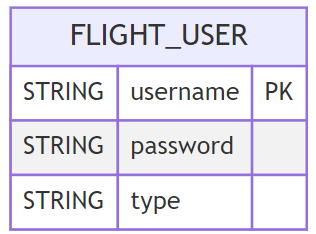 FLIGHT_USER
STRING username PK
STRING password
STRING type